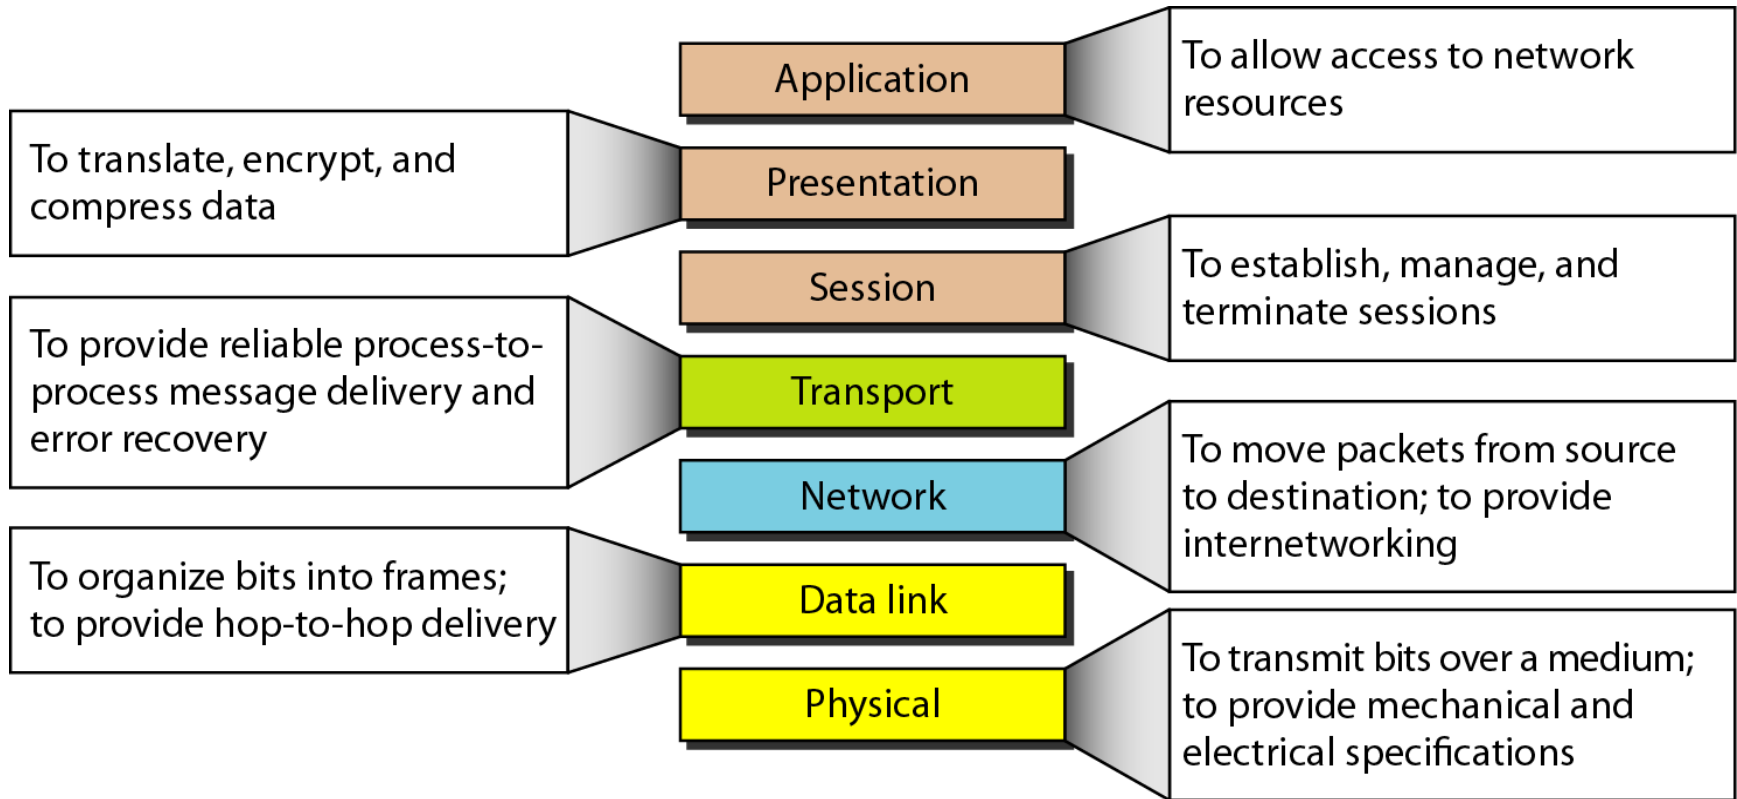 Application
To allow access to network
resources
To translate, encrypt, and
compress data
Presentation
Session
To establish, manage, and
terminate sessions
To provide reliable process-to-
process message delivery and
error recovery
Transport
Network
To move packets from source
to destination; to provide
internetworking
To organize bits into frames;
to provide hop-to-hop delivery
Data link
Physical
To transmit bits over a medium;
to provide mechanical and
electrical specifications